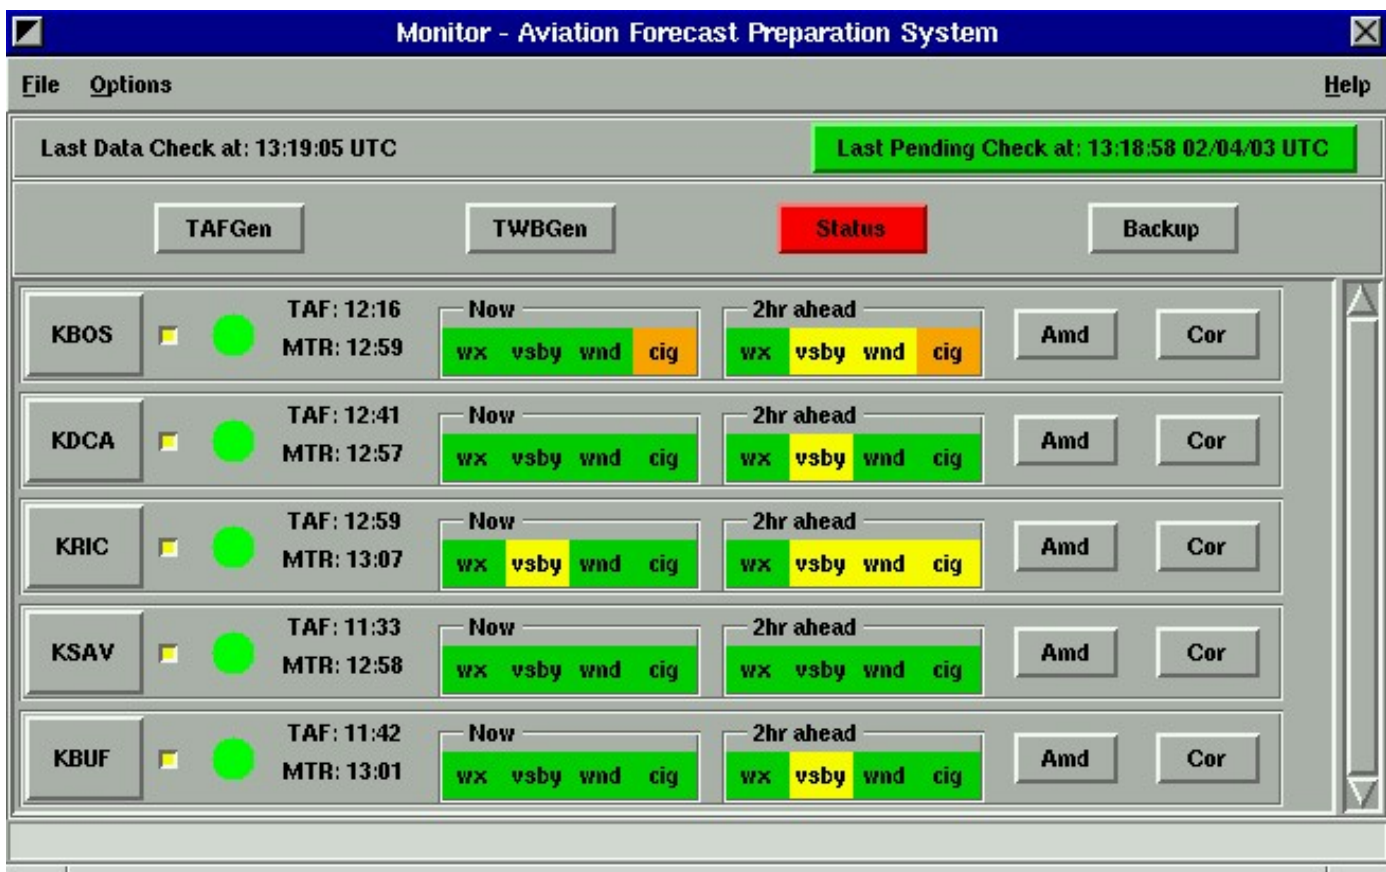 Monitor - Aviation Forecast Preparation System
File Options Help
Last Data Check at: 13:19:05 UTC Last Pending Check at: 13:18:58 02/04/03 UTC
TAFGen TWBGen Status Backup
KBOS TAF: 12:16 Now 2hr ahead Amd Cor
MTR: 12:59 wx vsby wnd cig wx vsby wnd cig
KDCA TAF: 12:41 Now 2hr ahead Amd Cor
MTR: 12:57 wx vsby wnd cig wx vsby wnd cig
KRIC TAF: 12:59 Now 2hr ahead Amd Cor
MTR: 13:07 wx vsby wnd cig wx vsby wnd cig
KSAV TAF: 11:33 Now 2hr ahead Amd Cor
MTR: 12:58 wx vsby wnd cig wx vsby wnd cig
KBUF TAF: 11:42 Now 2hr ahead Amd Cor
MTR: 13:01 wx vsby wnd cig wx vsby wnd cig